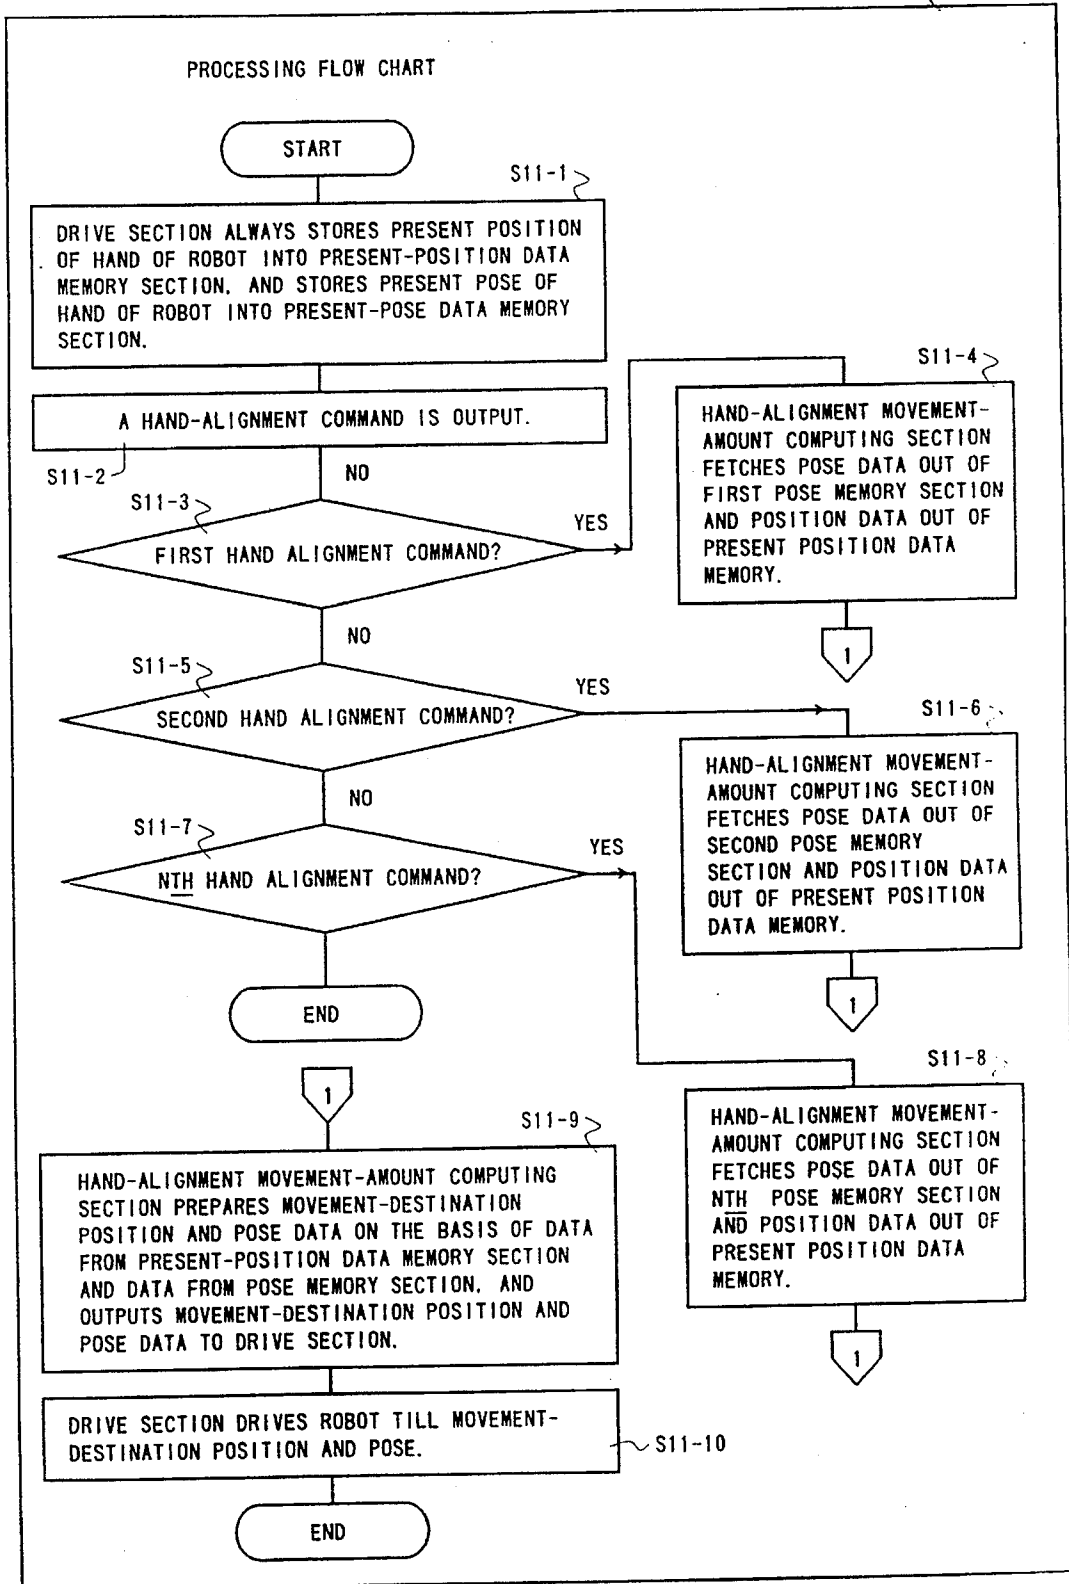 PROCESSING FLOW CHART
START
S11-1
DRIVE SECTION ALWAYS STORES PRESENT POSITION
OF HAND OF ROBOT INTO PRESENT-POSITION DATA
MEMORY SECTION. AND STORES PRESENT POSE OF
HAND OF ROBOT INTO PRESENT-POSE DATA MEMORY
SECTION.
A HAND-ALIGNMENT COMMAND IS OUTPUT.
S11-2
NO
S11-3
FIRST HAND ALIGNMENT COMMAND?
YES
S11-4
HAND-ALIGNMENT MOVEMENT-
AMOUNT COMPUTING SECTION
FETCHES POSE DATA OUT OF
FIRST POSE MEMORY SECTION
AND POSITION DATA OUT OF
PRESENT POSITION DATA
MEMORY.
1
NO
S11-5
SECOND HAND ALIGNMENT COMMAND?
YES
S11-6
HAND-ALIGNMENT MOVEMENT-
AMOUNT COMPUTING SECTION
FETCHES POSE DATA OUT OF
SECOND POSE MEMORY
SECTION AND POSITION DATA
OUT OF PRESENT POSITION
DATA MEMORY.
1
NO
S11-7
NTH HAND ALIGNMENT COMMAND?
YES
END
S11-8
HAND-ALIGNMENT MOVEMENT-
AMOUNT COMPUTING SECTION
FETCHES POSE DATA OUT OF
NTH POSE MEMORY SECTION
AND POSITION DATA OUT OF
PRESENT POSITION DATA
MEMORY.
1
1
S11-9
HAND-ALIGNMENT MOVEMENT-AMOUNT COMPUTING
SECTION PREPARES MOVEMENT-DESTINATION
POSITION AND POSE DATA ON THE BASIS OF DATA
FROM PRESENT-POSITION DATA MEMORY SECTION
AND DATA FROM POSE MEMORY SECTION. AND
OUTPUTS MOVEMENT-DESTINATION POSITION AND
POSE DATA TO DRIVE SECTION.
DRIVE SECTION DRIVES ROBOT TILL MOVEMENT-
DESTINATION POSITION AND POSE.
S11-10
END